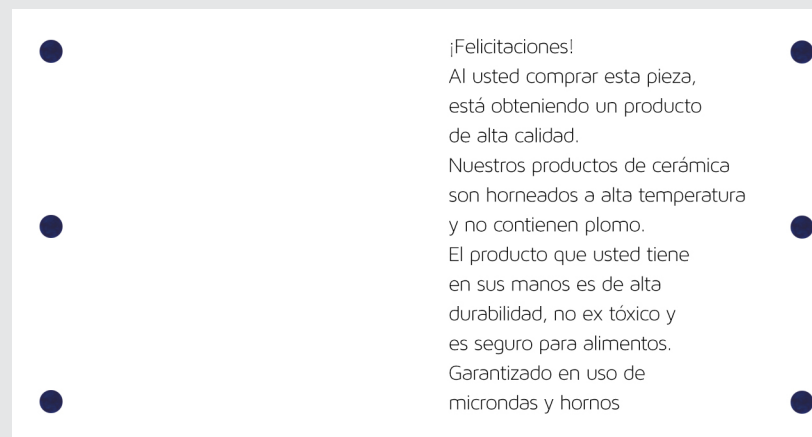 ¡Felicitaciones!
Al usted comprar esta pieza,
está obteniendo un producto
de alta calidad.
Nuestros productos de cerámica
son horneados a alta temperatura
y no contienen plomo.
El producto que usted tiene
en sus manos es de alta
durabilidad, no ex tóxico y
es seguro para alimentos.
Garantizado en uso de
microndas y hornos